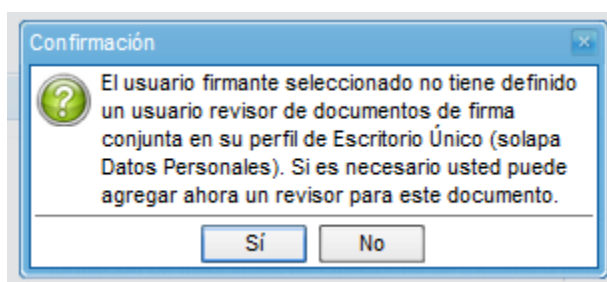 Confirmación
El usuario firmante seleccionado no tiene definido
un usuario revisor de documentos de firma
conjunta en su perfil de Escritorio Único (solapa
Datos Personales). Si es necesario usted puede
agregar ahora un revisor para este documento.
Sí No